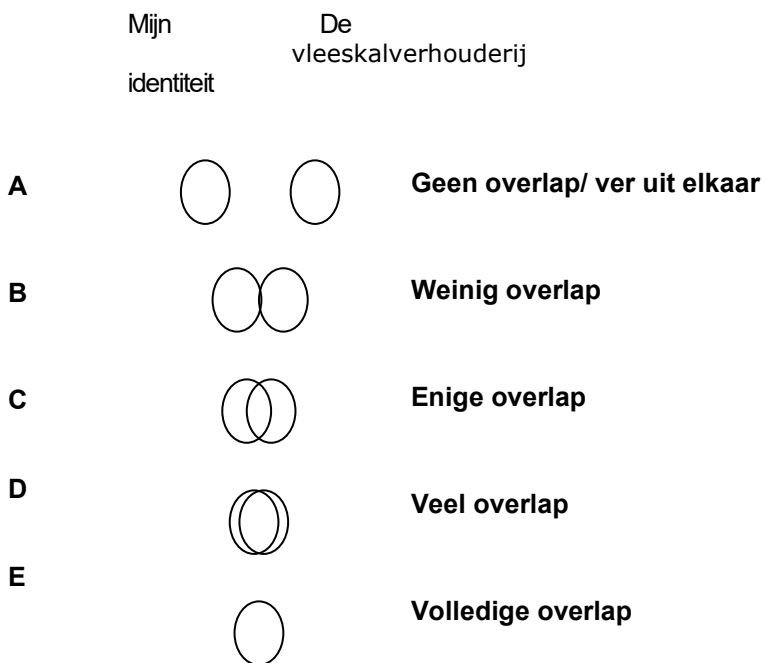 Mijn De
vleeskalverhouderij
identiteit
A Geen overlap/ ver uit elkaar
B Weinig overlap
C Enige overlap
D Veel overlap
E Volledige overlap